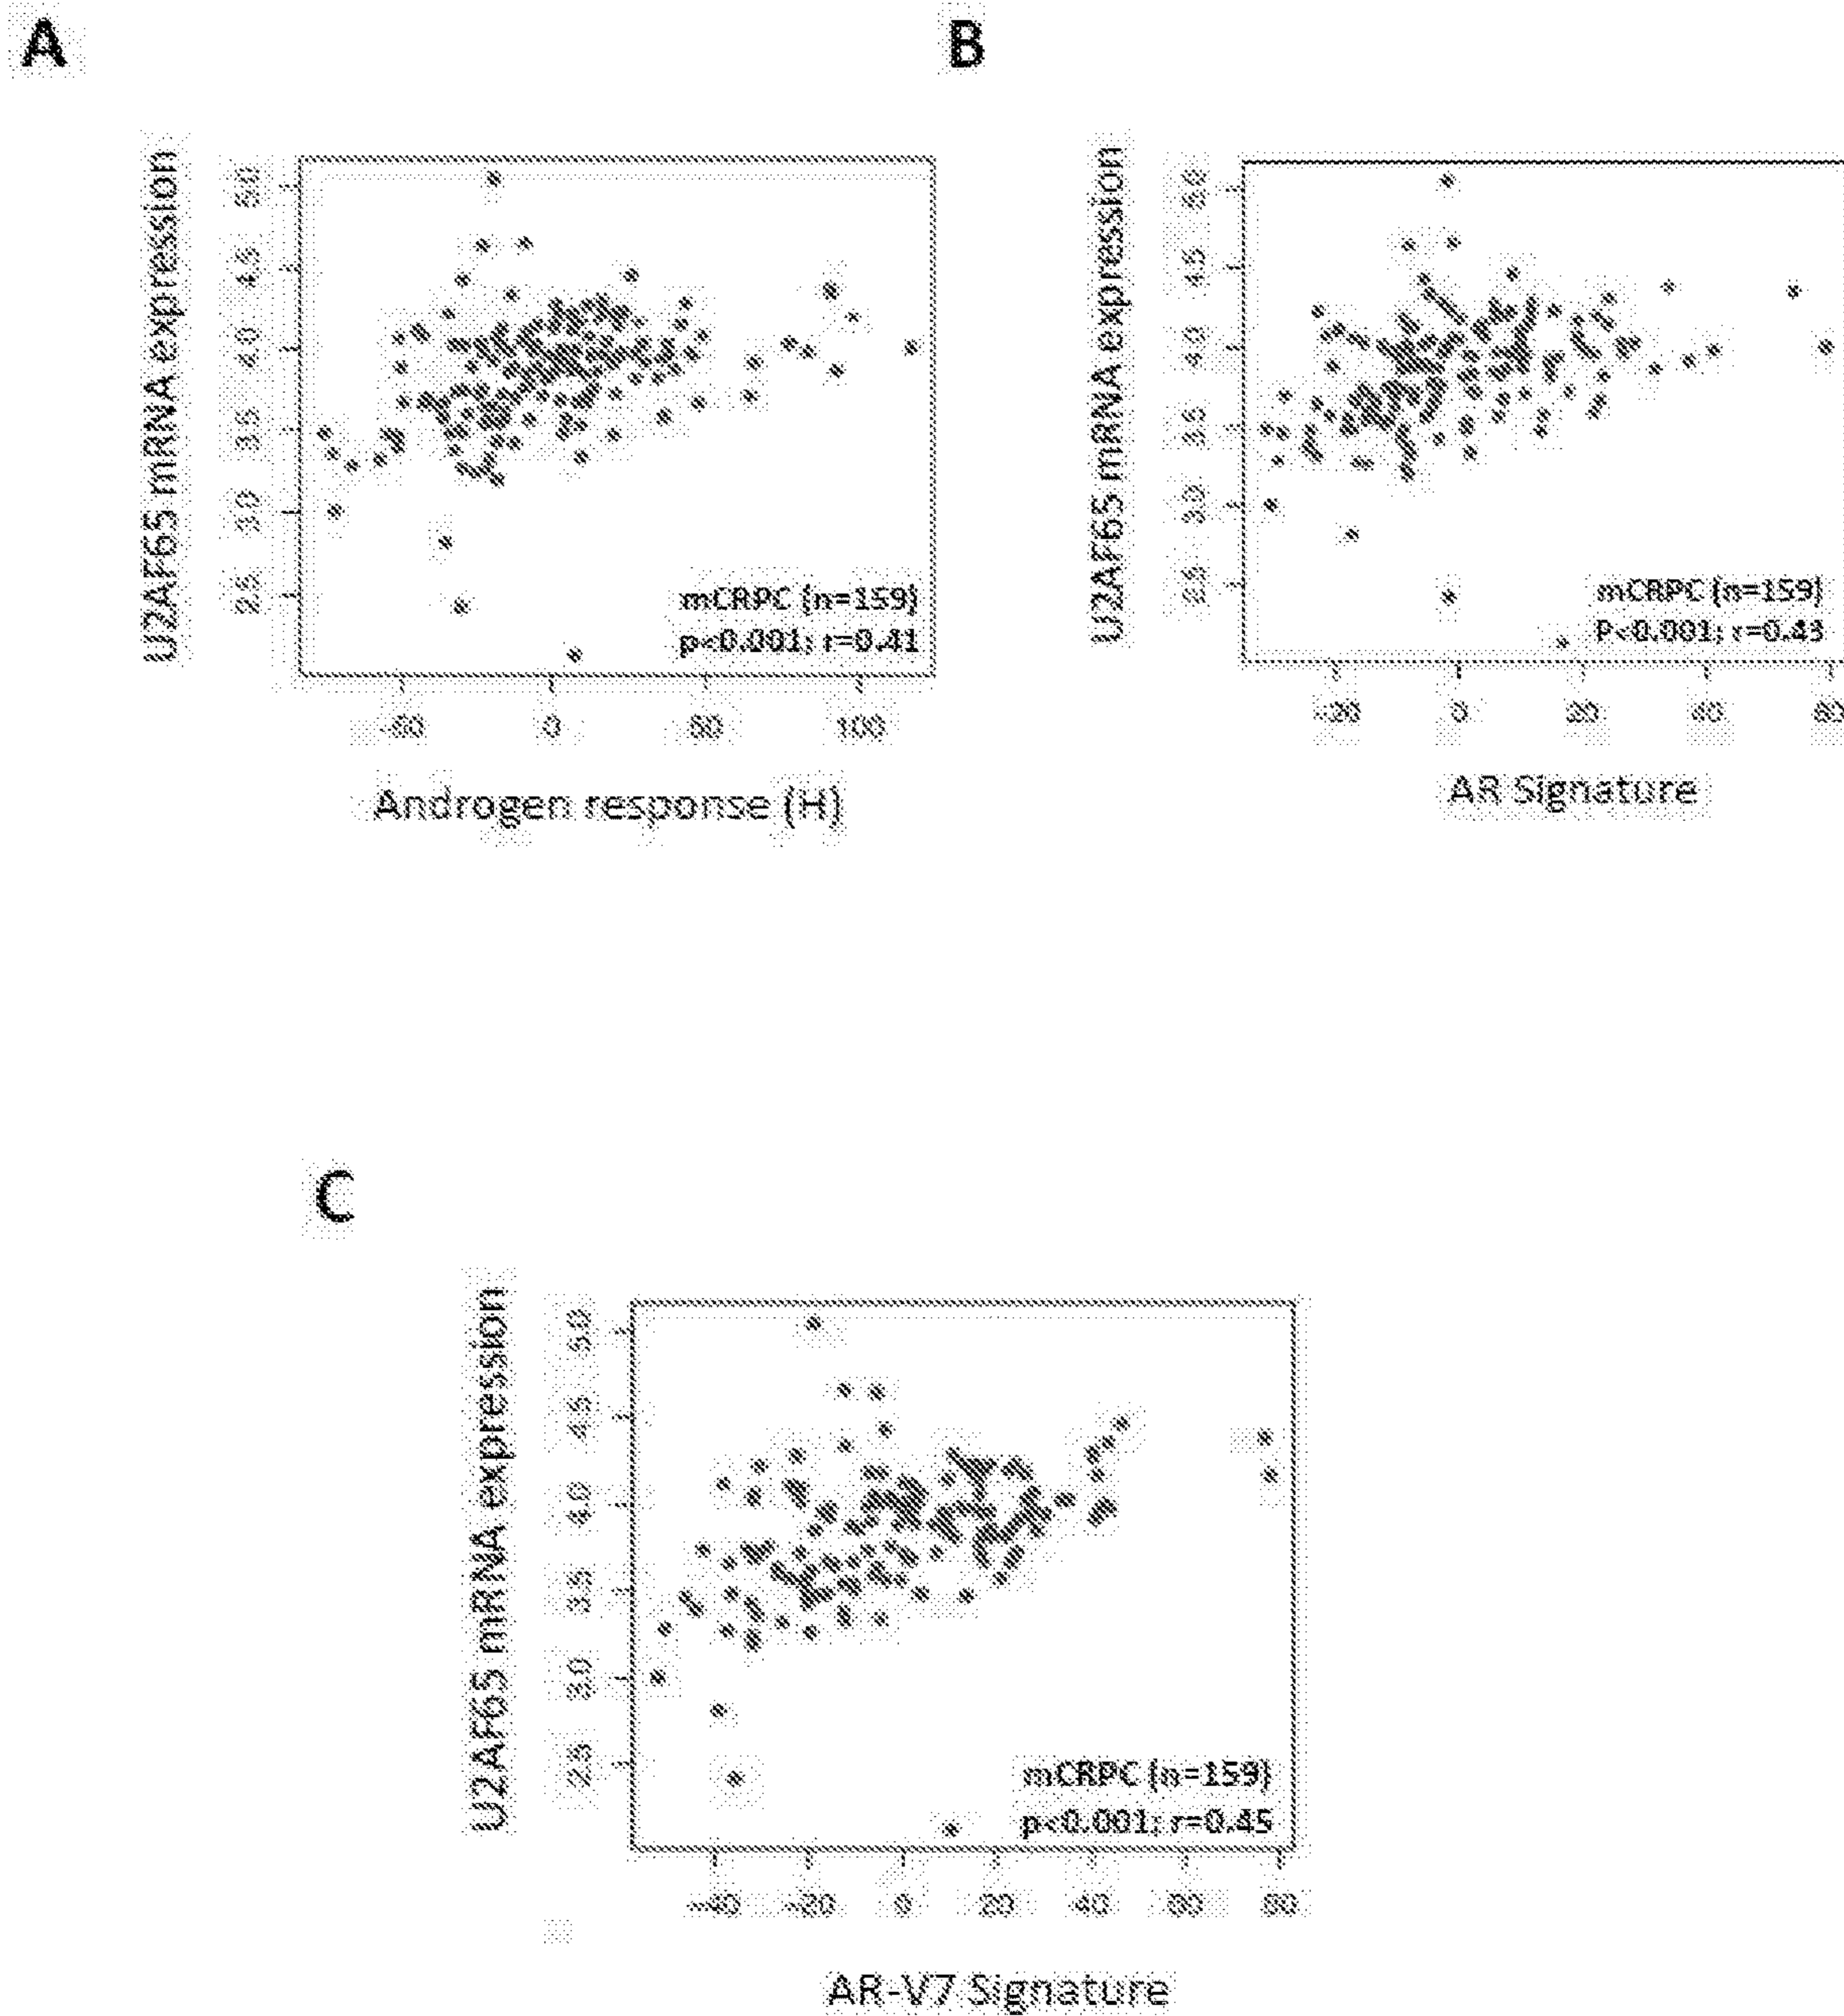 A
B
U2AF65 mRNA expression
5.0
4.5
4.0
3.5
3.0
2.5
mCRPC (n=159)
p<0.001; r=0.41
-50
0
50
100
Androgen response (H)
U2AF65 mRNA expression
5.0
4.5
4.0
3.5
3.0
2.5
mCRPC (n=159)
P<0.001; r=0.43
-20
0
20
40
AR Signature
C
U2AF65 mRNA expression
5.0
4.5
4.0
3.5
3.0
2.5
mCRPC (n=159)
p<0.001; r=0.45
-40
-20
0
20
40
60
80
AR-V7 Signature